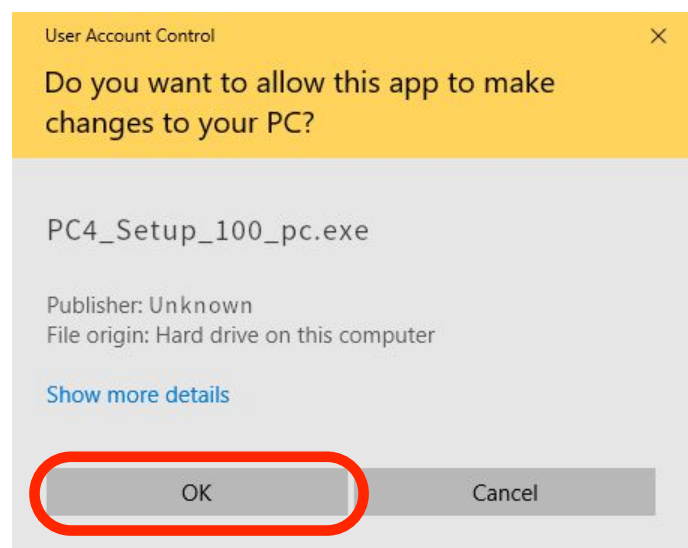 User Account Control
Do you want to allow this app to make
changes to your PC?
PC4_Setup_100_pc.exe
Publisher: Unknown
File origin: Hard drive on this computer
Show more details
OK
Cancel